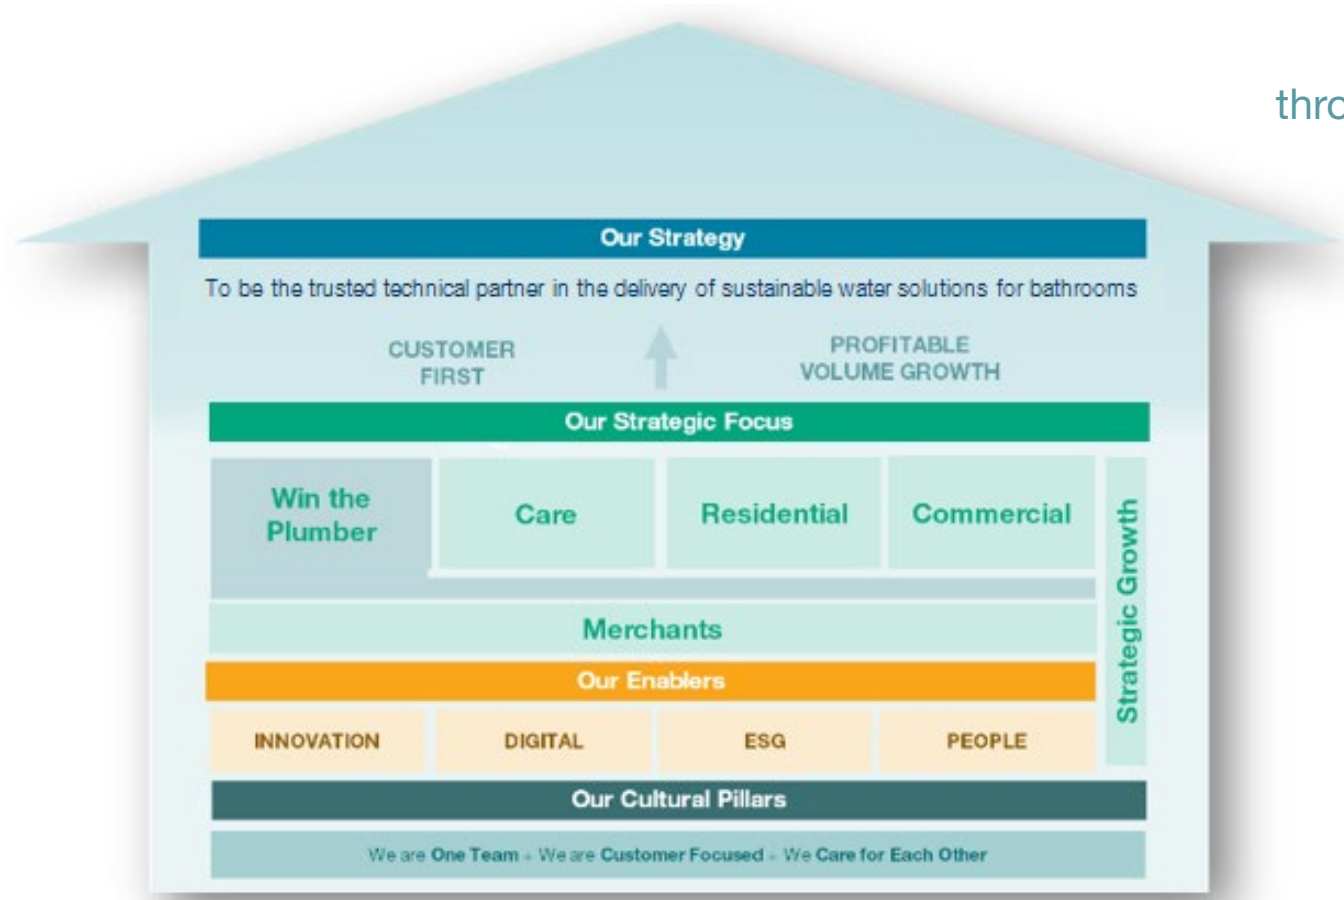 thro
Our Strategy
To be the trusted technical partner in the delivery of sustainable water solutions for bathrooms
CUSTOMER
FIRST
PROFITABLE
VOLUME GROWTH
Our Strategic Focus
Win the
Plumber
Care
Residential
Commercial
Strategic Growth
Merchants
Our Enablers
INNOVATION
DIGITAL
ESG
PEOPLE
Our Cultural Pillars
We are One Team + We are Customer Focused + We Care for Each Other